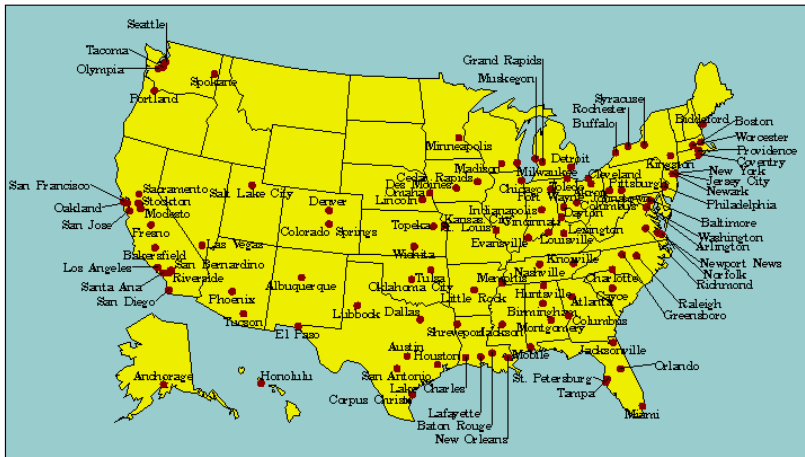 Seattle
Tacoma
Olympia
Spokane
Portland
Grand Rapids
Muskegon
Syracuse
Rochester
Buffalo
Biddeford
Boston
Worcester
Providence
Coventry
New York
Jersey City
Newark
Philadelphia
Baltimore
Washington
Arlington
Newport News
Norfolk
Richmond
Raleigh
Greensboro
Minneapolis
Madison
Milwaukee
Detroit
Cleveland
Kingston
Cedar Rapids
Des Moines
Omaha
Lincoln
Chicago
Toledo
Akron
Pittsburg
Fort Wayne
Columbus
Johnstown
Dayton
Indianapolis
Cincinnati
Lexington
Kansas City
Topeka
St. Louis
Evansville
Louisville
Wichita
San Francisco
Sacramento
Stockton
Oakland
Modesto
San Jose
Fresno
Bakersfield
Salt Lake City
Denver
Colorado Springs
Las Vegas
Los Angeles
San Bernardino
Riverside
Santa Ana
San Diego
Phoenix
Tucson
Albuquerque
El Paso
Lubbock
Oklahoma City
Tulsa
Dallas
Little Rock
Memphis
Nashville
Knoxville
Charlotte
Cayce
Huntsville
Atlanta
Birmingham
Columbus
Montgomery
Shreveport
Jackson
Mobile
Jacksonville
Orlando
St. Petersburg
Tampa
Miami
Austin
Houston
San Antonio
Lake Charles
Corpus Christi
Lafayette
Baton Rouge
New Orleans
Anchorage
Honolulu